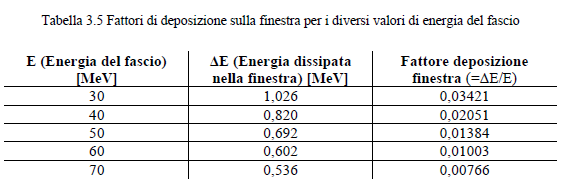 Tabella 3.5 Fattori di deposizione sulla finestra per i diversi valori di energia del fascio
E (Energia del fascio) ΔE (Energia dissipata Fattore deposizione
[MeV] nella finestra) [MeV] finestra (=ΔE/E)
30 1,026 0,03421
40 0,820 0,02051
50 0,692 0,01384
60 0,602 0,01003
70 0,536 0,00766